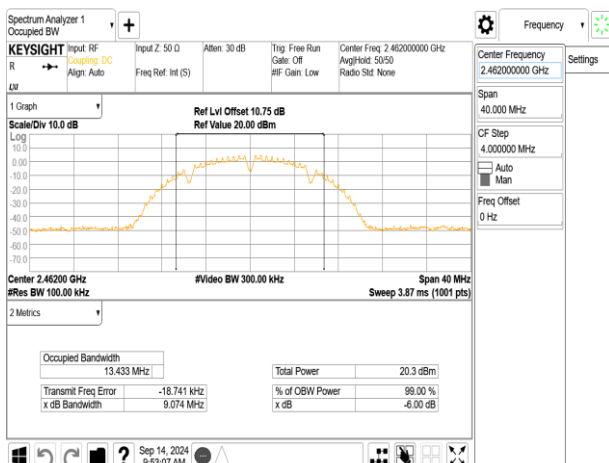 Spectrum Analyzer 1
Occupied BW
Frequency
KEYSIGHT
R
LXI
Input: RF
Coupling: DC
Align: Auto
Input Z: 50 Ω
Freq Ref: Int (S)
Atten: 30 dB
Trig: Free Run
Gate: Off
#IF Gain: Low
Center Freq: 2.462000000 GHz
Avg|Hold: 50/50
Radio Std: None
Center Frequency
2.462000000 GHz
Settings
Span
40.000 MHz
CF Step
4.000000 MHz
Auto
Man
Freq Offset
0 Hz
1 Graph
Scale/Div 10.0 dB
Ref Lvl Offset 10.75 dB
Ref Value 20.00 dBm
Log
10.0
0.00
-10.0
-20.0
-30.0
-40.0
-50.0
-60.0
-70.0
Center 2.46200 GHz
#Res BW 100.00 kHz
#Video BW 300.00 kHz
Span 40 MHz
Sweep 3.87 ms (1001 pts)
2 Metrics
Occupied Bandwidth
13.433 MHz
Transmit Freq Error -18.741 kHz
x dB Bandwidth 9.074 MHz
Total Power 20.3 dBm
% of OBW Power 99.00 %
x dB -6.00 dB
?
Sep 14, 2024
9:53:07 AM